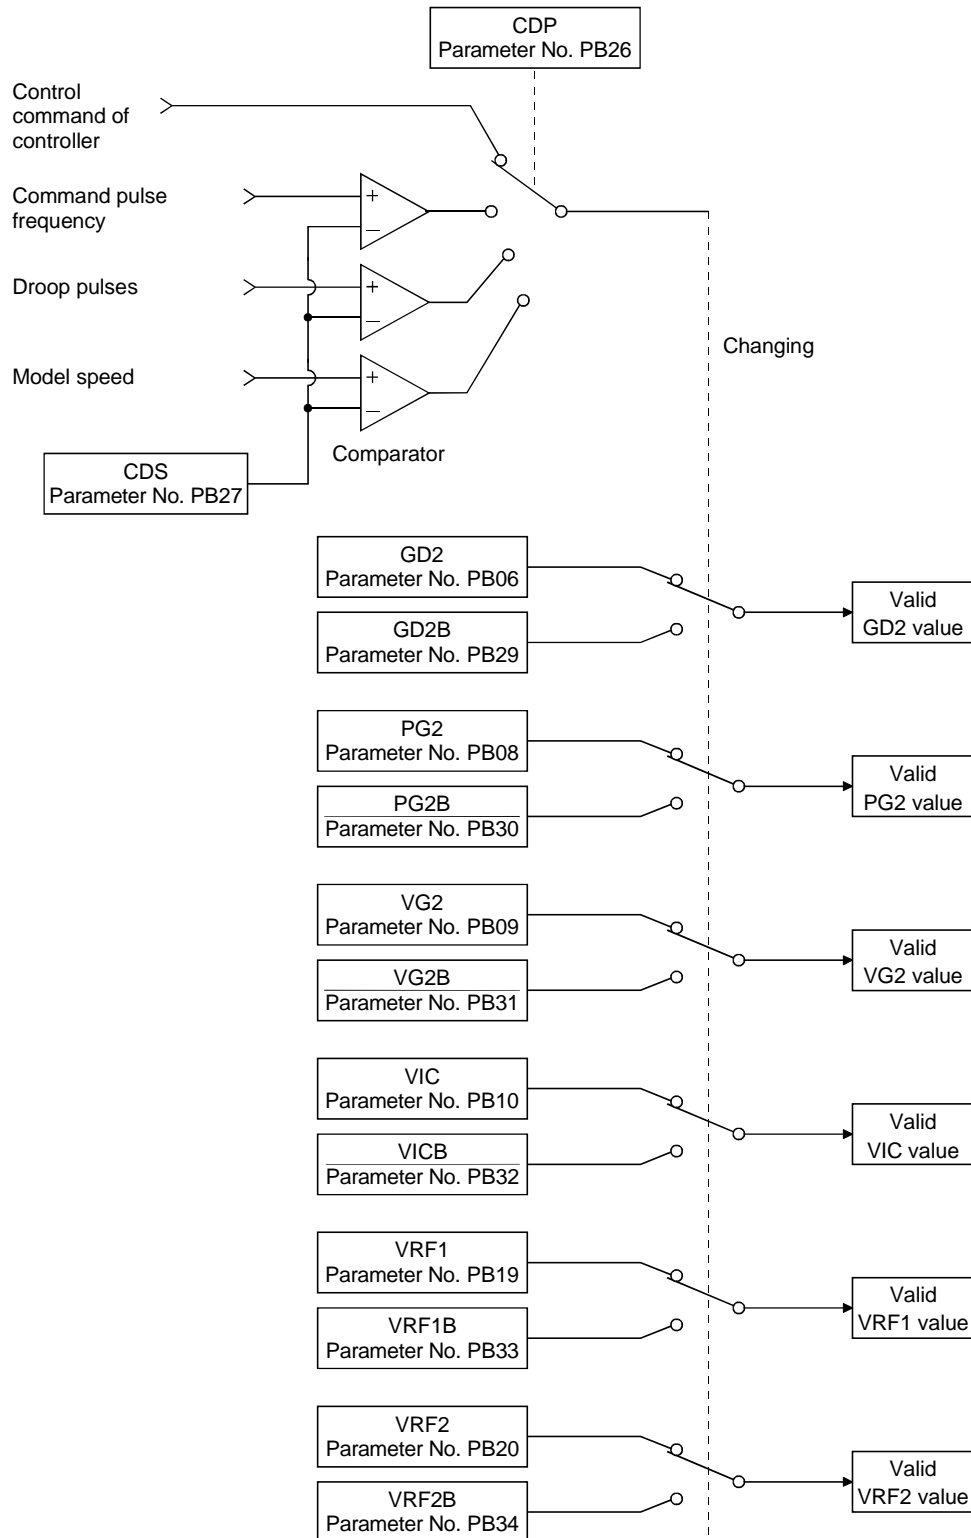 CDP
Parameter No. PB26
Control
command of
controller
Command pulse
frequency
+
−
Droop pulses
+
−
Changing
Model speed
+
−
Comparator
CDS
Parameter No. PB27
GD2
Parameter No. PB06
Valid
GD2 value
GD2B
Parameter No. PB29
PG2
Parameter No. PB08
Valid
PG2 value
PG2B
Parameter No. PB30
VG2
Parameter No. PB09
Valid
VG2 value
VG2B
Parameter No. PB31
VIC
Parameter No. PB10
Valid
VIC value
VICB
Parameter No. PB32
VRF1
Parameter No. PB19
Valid
VRF1 value
VRF1B
Parameter No. PB33
VRF2
Parameter No. PB20
Valid
VRF2 value
VRF2B
Parameter No. PB34